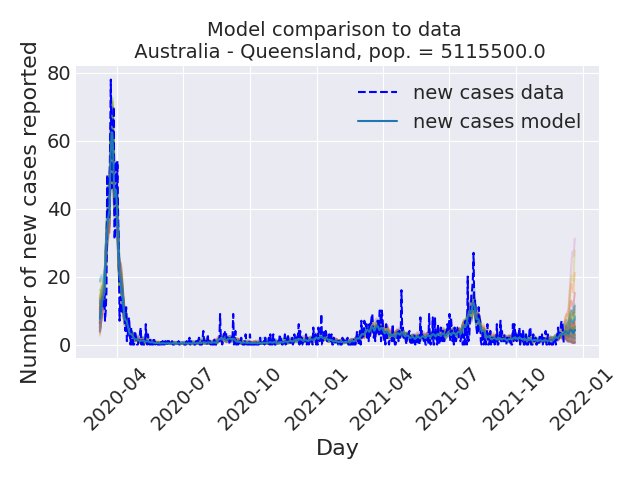 Model comparison to data
Australia - Queensland, pop. = 5115500.0
Number of new cases reported
80
60
40
20
0
new cases data
new cases model
2020-04
2020-07
2020-10
2021-01
2021-04
2021-07
2021-10
2022-01
Day